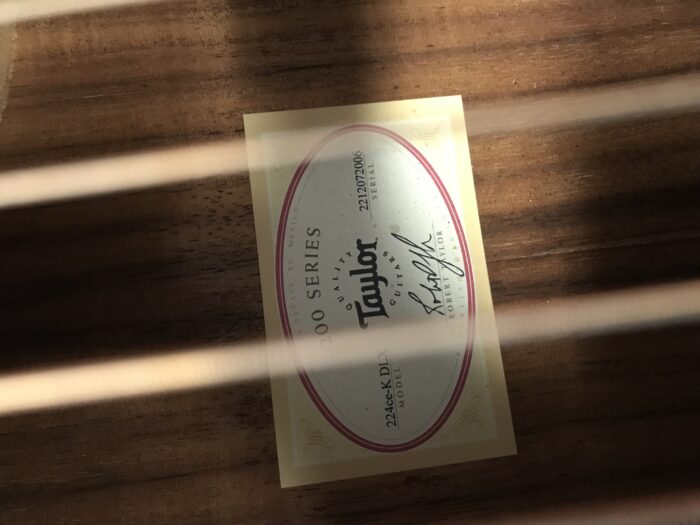 200 SERIES
QUALITY
Taylor
GUITARS
224ce-K DLX
MODEL
2212072006
SERIAL
ROBERT TAYLOR